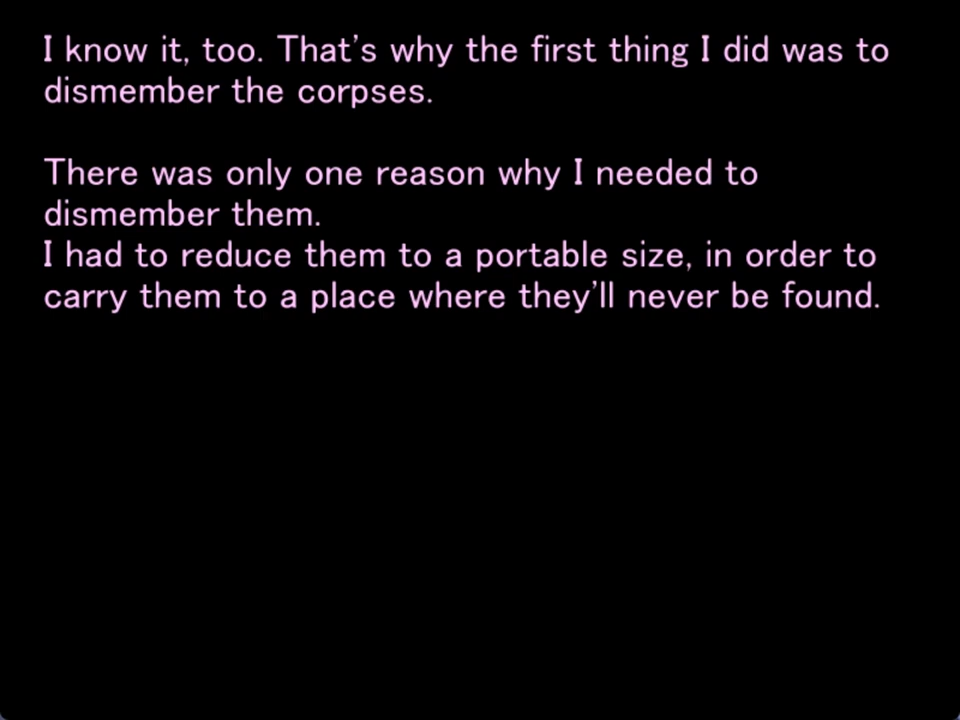 I know it, too. That's why the first thing I did was to
dismember the corpses.
There was only one reason why I needed to
dismember them.
I had to reduce them to a portable size, in order to
carry them to a place where they'll never be found.